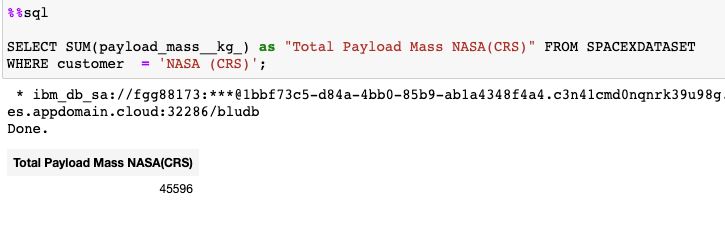 %%sql
SELECT SUM(payload_mass__kg_) as "Total Payload Mass NASA(CRS)" FROM SPACEXDATASET
WHERE customer  = 'NASA (CRS)';
* ibm_db_sa://fgg88173:***@1bbf73c5-d84a-4bb0-85b9-ab1a4348f4a4.c3n41cmd0nqnrk39u98g.
es.appdomain.cloud:32286/bludb
Done.
Total Payload Mass NASA(CRS)
45596